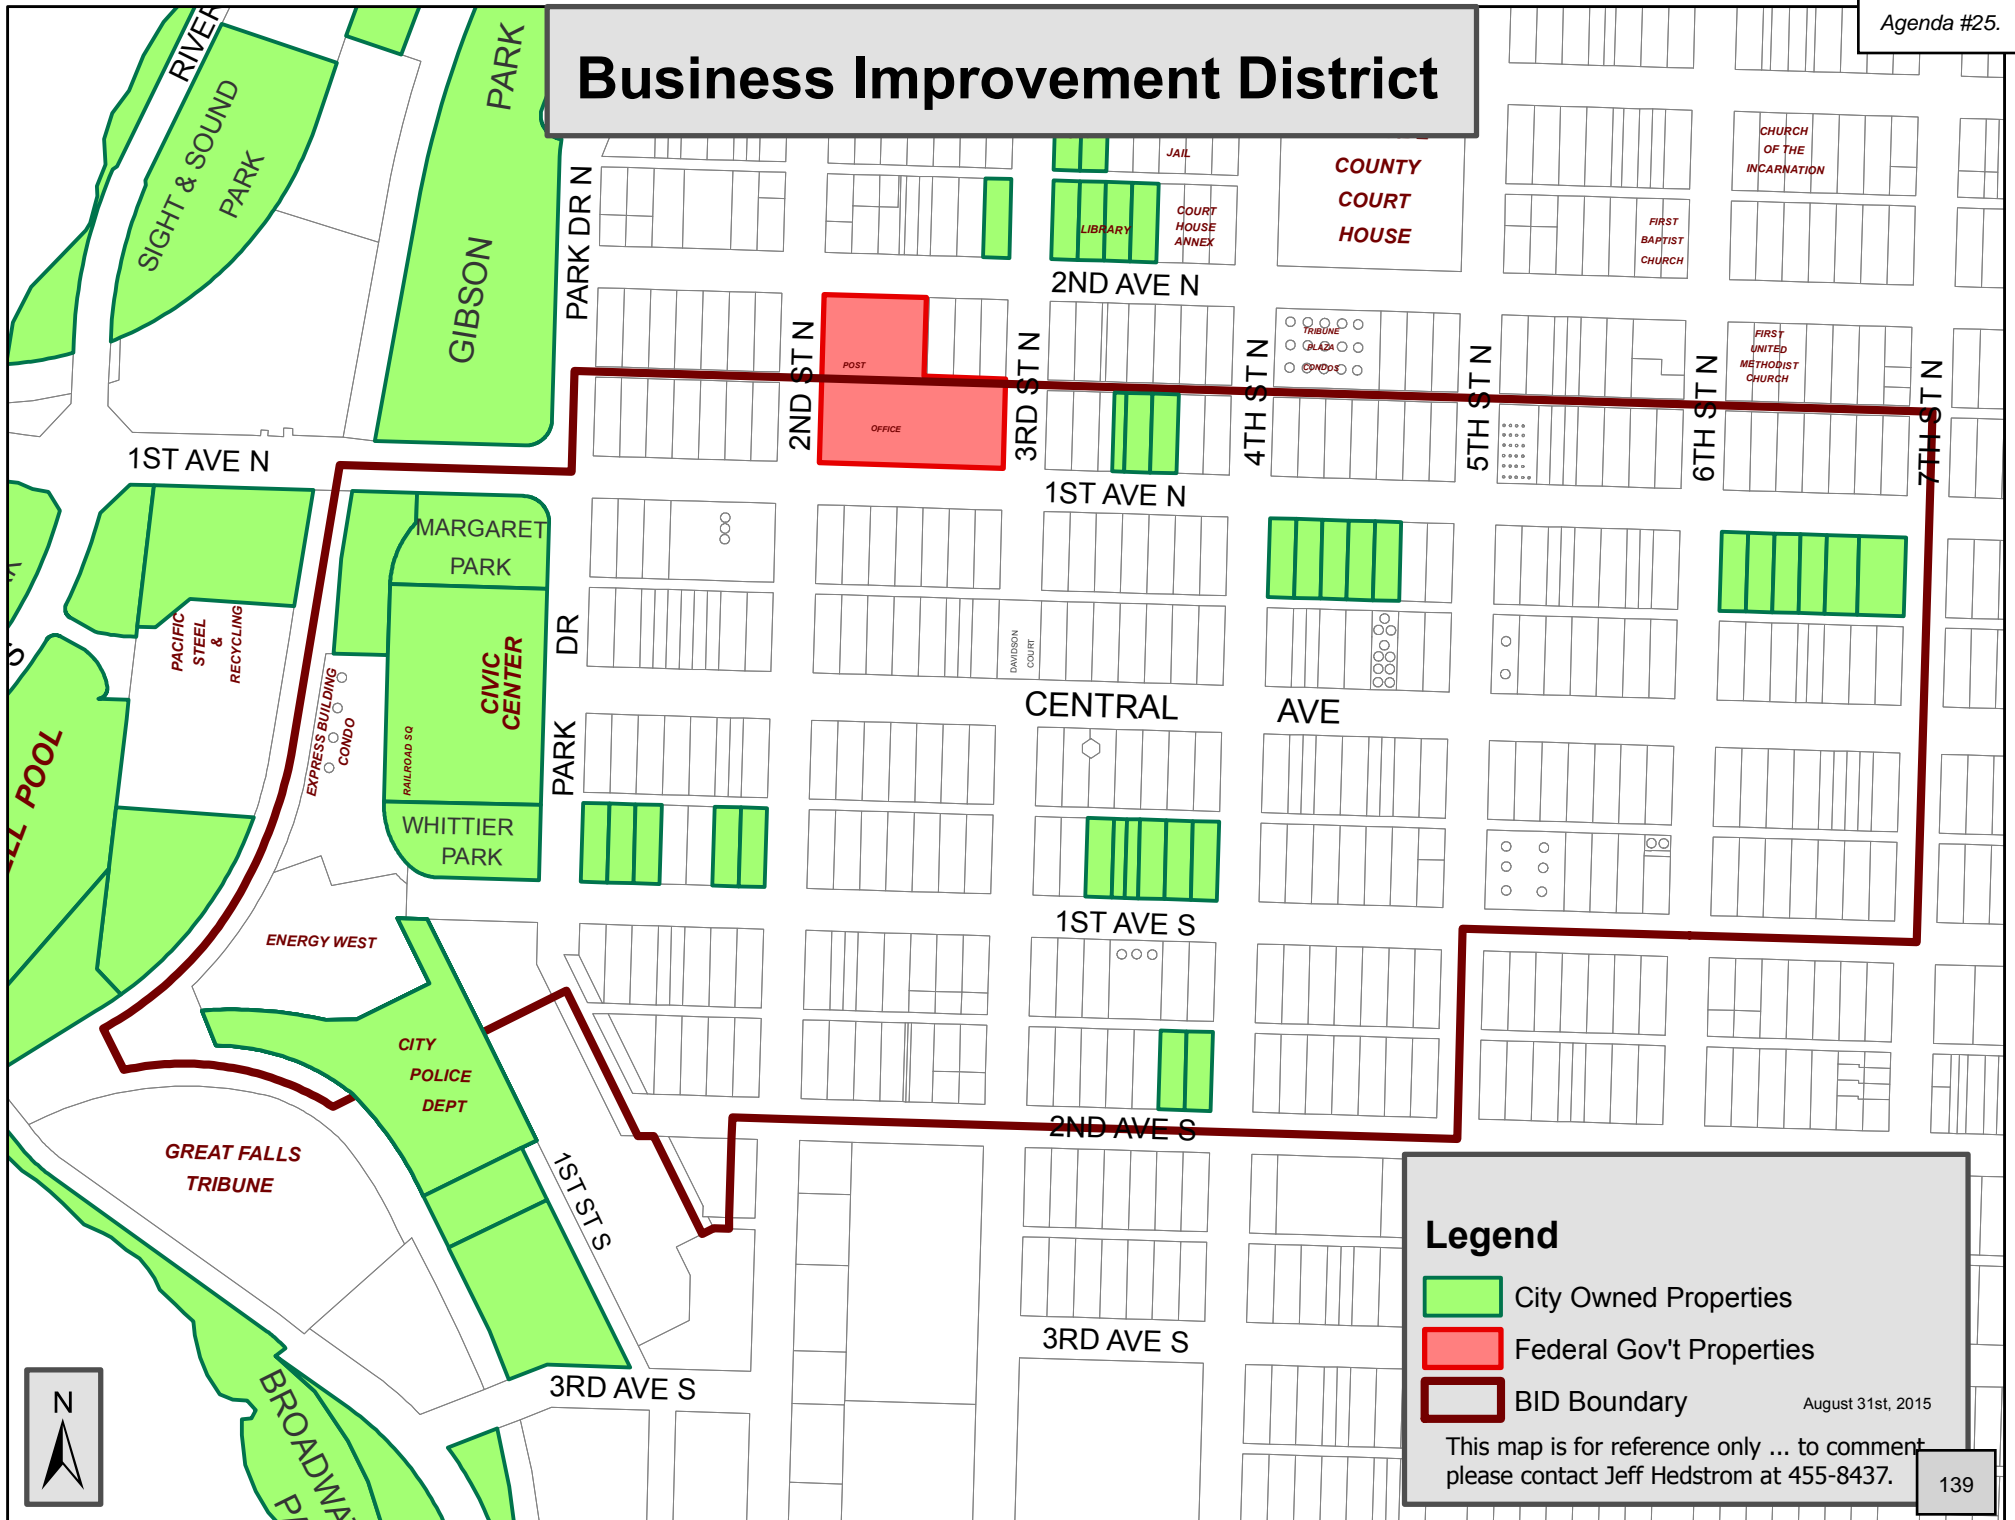 Agenda #25.
Business Improvement District
RIVER
SIGHT & SOUND
PARK
PARK
GIBSON
PARK DR N
JAIL
LIBRARY
COURT
HOUSE
ANNEX
COUNTY
COURT
HOUSE
CHURCH
OF THE
INCARNATION
FIRST
BAPTIST
CHURCH
2ND AVE N
POST
OFFICE
2ND ST N
3RD ST N
4TH ST N
TRIBUNE
PLAZA
CONDOS
5TH ST N
6TH ST N
FIRST
UNITED
METHODIST
CHURCH
7TH ST N
1ST AVE N
1ST AVE N
MARGARET
PARK
PACIFIC
STEEL
&
RECYCLING
EXPRESS BUILDING
CONDO
CIVIC
CENTER
RAILROAD SQ
PARK DR
DAVIDSON
COURT
CENTRAL AVE
POOL
WHITTIER
PARK
ENERGY WEST
1ST AVE S
CITY
POLICE
DEPT
GREAT FALLS
TRIBUNE
1ST ST S
2ND AVE S
3RD AVE S
3RD AVE S
N
Legend
City Owned Properties
Federal Gov't Properties
BID Boundary
August 31st, 2015
This map is for reference only ... to comment
please contact Jeff Hedstrom at 455-8437.
139